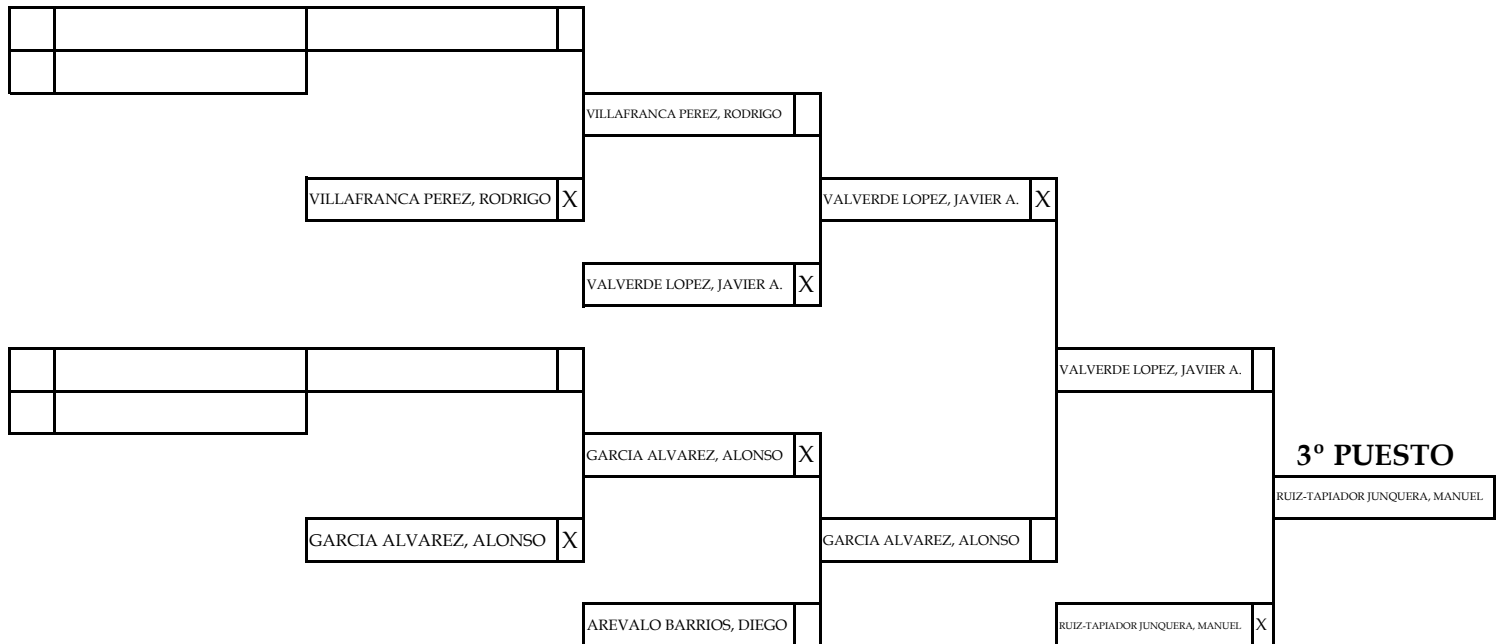 VILLAFRANCA PEREZ, RODRIGO
VILLAFRANCA PEREZ, RODRIGO X
VALVERDE LOPEZ, JAVIER A. X
VALVERDE LOPEZ, JAVIER A. X
VALVERDE LOPEZ, JAVIER A.
GARCIA ALVAREZ, ALONSO X
3º PUESTO
RUIZ-TAPIADOR JUNQUERA, MANUEL
GARCIA ALVAREZ, ALONSO X
GARCIA ALVAREZ, ALONSO
AREVALO BARRIOS, DIEGO
RUIZ-TAPIADOR JUNQUERA, MANUEL X